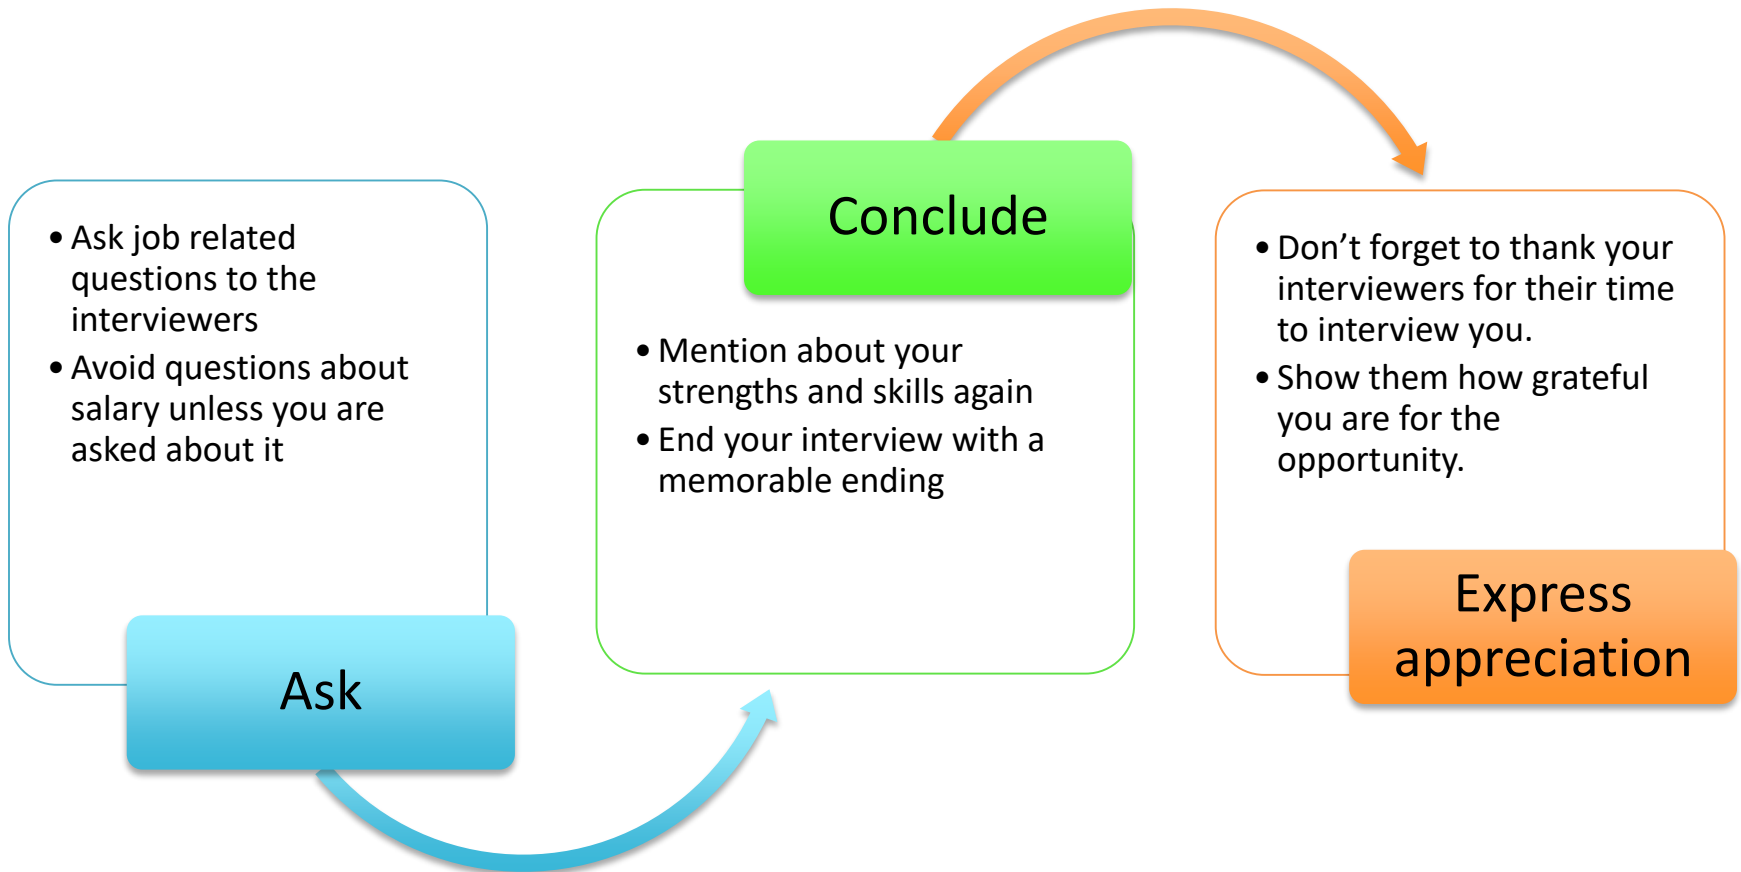 • Ask job related
questions to the
interviewers
• Avoid questions about
salary unless you are
asked about it
Ask
Conclude
• Mention about your
strengths and skills again
• End your interview with a
memorable ending
• Don’t forget to thank your
interviewers for their time
to interview you.
• Show them how grateful
you are for the
opportunity.
Express
appreciation